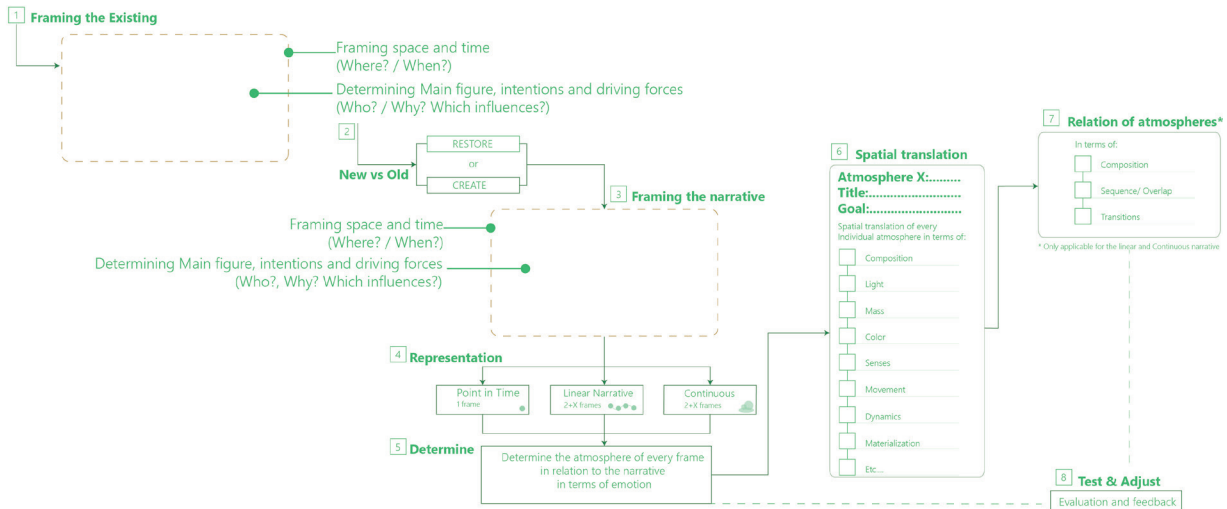 1 Framing the Existing
Framing space and time
(Where? / When?)
Determining Main figure, intentions and driving forces
(Who? / Why? Which influences?)
2
New vs Old
RESTORE
or
CREATE
3 Framing the narrative
Framing space and time
(Where? / When?)
Determining Main figure, intentions and driving forces
(Who?, Why? Which influences?)
4 Representation
Point in Time
1 frame
Linear Narrative
2+X frames
Continuous
2+X frames
5 Determine
Determine the atmosphere of every frame
in relation to the narrative
in terms of emotion
6 Spatial translation
Atmosphere X:.........
Title:..........................
Goal:..........................
Spatial translation of every
Individual atmosphere in terms of:
Composition
Light
Mass
Color
Senses
Movement
Dynamics
Materialization
Etc...
7 Relation of atmospheres*
In terms of:
Composition
Sequence/ Overlap
Transitions
* Only applicable for the linear and Continuous narrative
8 Test & Adjust
Evaluation and feedback